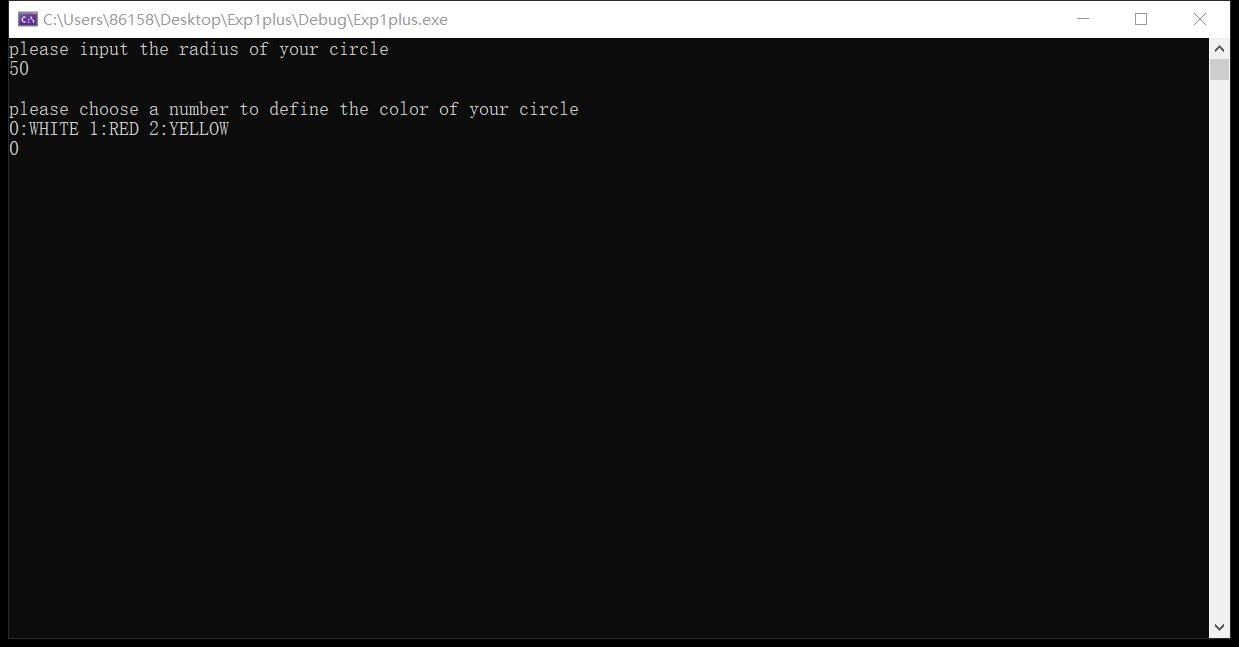 C:\Users\86158\Desktop\Exp1plus\Debug\Exp1plus.exe
please input the radius of your circle
50
please choose a number to define the color of your circle
0:WHITE 1:RED 2:YELLOW
0